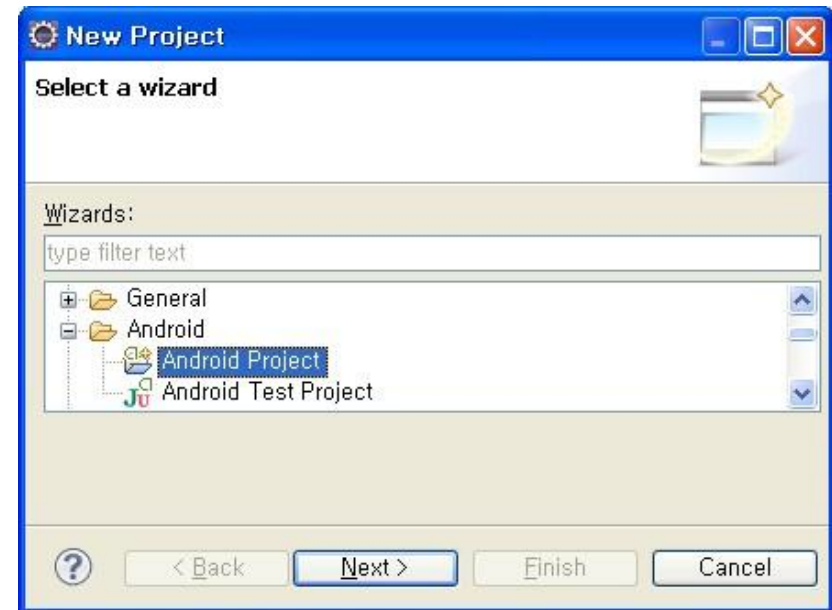 New Project
Select a wizard
Wizards:
type filter text
General
Android
Android Project
Android Test Project
< Back Next > Finish Cancel